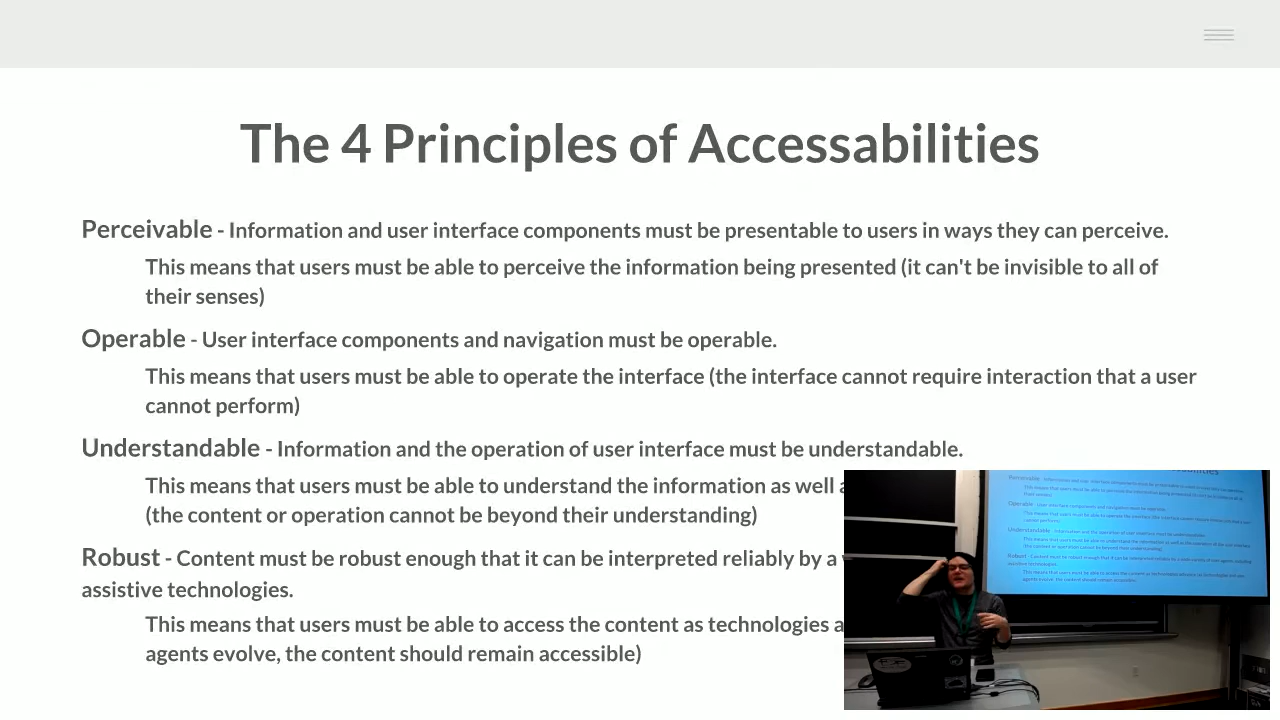 The 4 Principles of Accessabilities
Perceivable - Information and user interface components must be presentable to users in ways they can perceive.
This means that users must be able to perceive the information being presented (it can't be invisible to all of
their senses)
Operable - User interface components and navigation must be operable.
This means that users must be able to operate the interface (the interface cannot require interaction that a user
cannot perform)
Understandable - Information and the operation of user interface must be understandable.
This means that users must be able to understand the information as well
(the content or operation cannot be beyond their understanding)
Robust - Content must be robust enough that it can be interpreted reliably by a
assistive technologies.
This means that users must be able to access the content as technologies
agents evolve, the content should remain accessible)